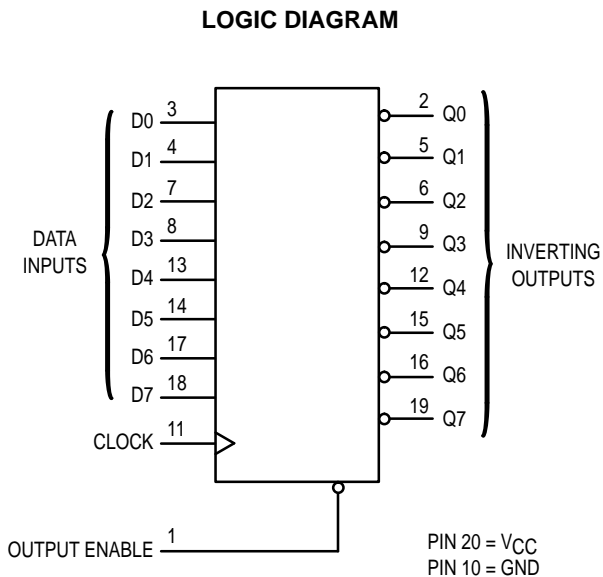 LOGIC DIAGRAM
D0 3
D1 4
D2 7
D3 8
D4 13
D5 14
D6 17
D7 18
DATA
INPUTS
CLOCK 11
OUTPUT ENABLE 1
2 Q0
5 Q1
6 Q2
9 Q3
12 Q4
15 Q5
16 Q6
19 Q7
INVERTING
OUTPUTS
PIN 20 = VCC
PIN 10 = GND